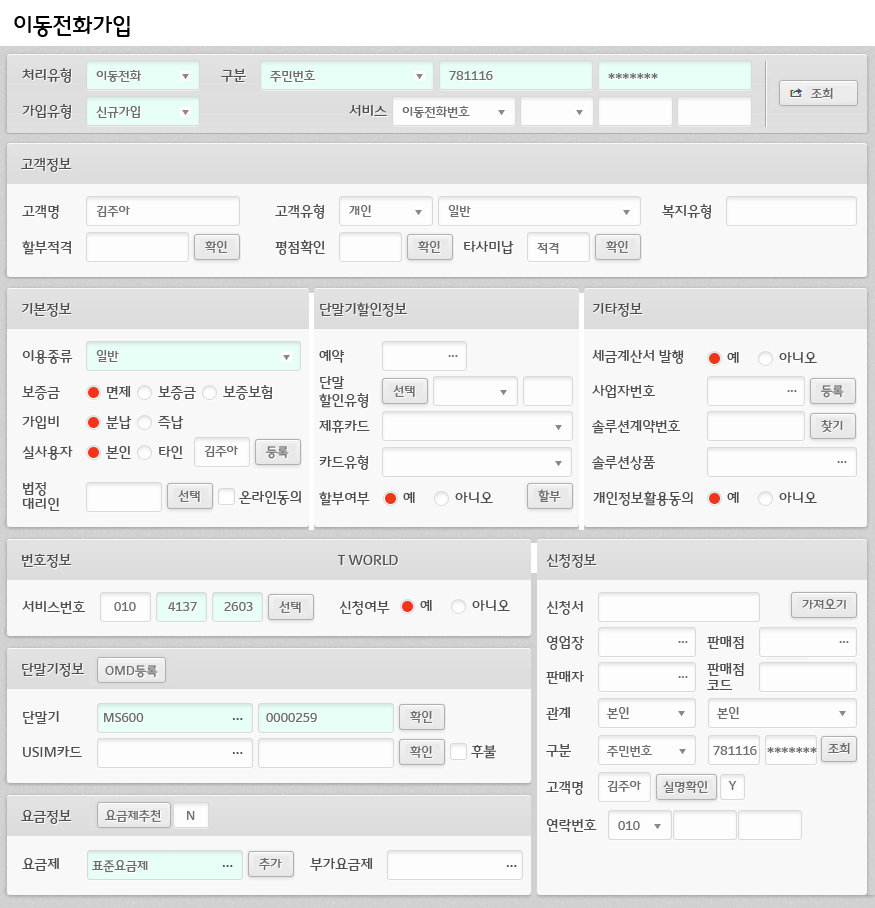 이동전화가입
처리유형 이동전화 구분 주민번호 781116 *******
가입유형 신규가입 서비스 이동전화번호 조회
고객정보
고객명 김주아 고객유형 개인 일반 복지유형
할부적격 확인 평점확인 확인 타사미납 적격 확인
기본정보
이용종류 일반
보증금 면제 보증금 보증보험
가입비 분납 즉납
실사용자 본인 타인 김주아 등록
법정
대리인 선택 온라인동의
단말기할인정보
예약 ...
단말
할인유형 선택
제휴카드
카드유형
할부여부 예 아니오 할부
기타정보
세금계산서 발행 예 아니오
사업자번호 ... 등록
솔루션계약번호 찾기
솔루션상품 ...
개인정보활용동의 예 아니오
번호정보 T WORLD
서비스번호 010 4137 2603 선택 신청여부 예 아니오
단말기정보 OMD등록
단말기 MS600 ... 0000259 확인
USIM카드 ... 확인 후불
요금정보 요금제추천 N
요금제 표준요금제 ... 추가 부가요금제 ...
신청정보
신청서 가져오기
영업장 ... 판매점 ...
판매자 ... 판매점
코드
관계 본인 본인
구분 주민번호 781116 ******* 조회
고객명 김주아 실명확인 Y
연락번호 010